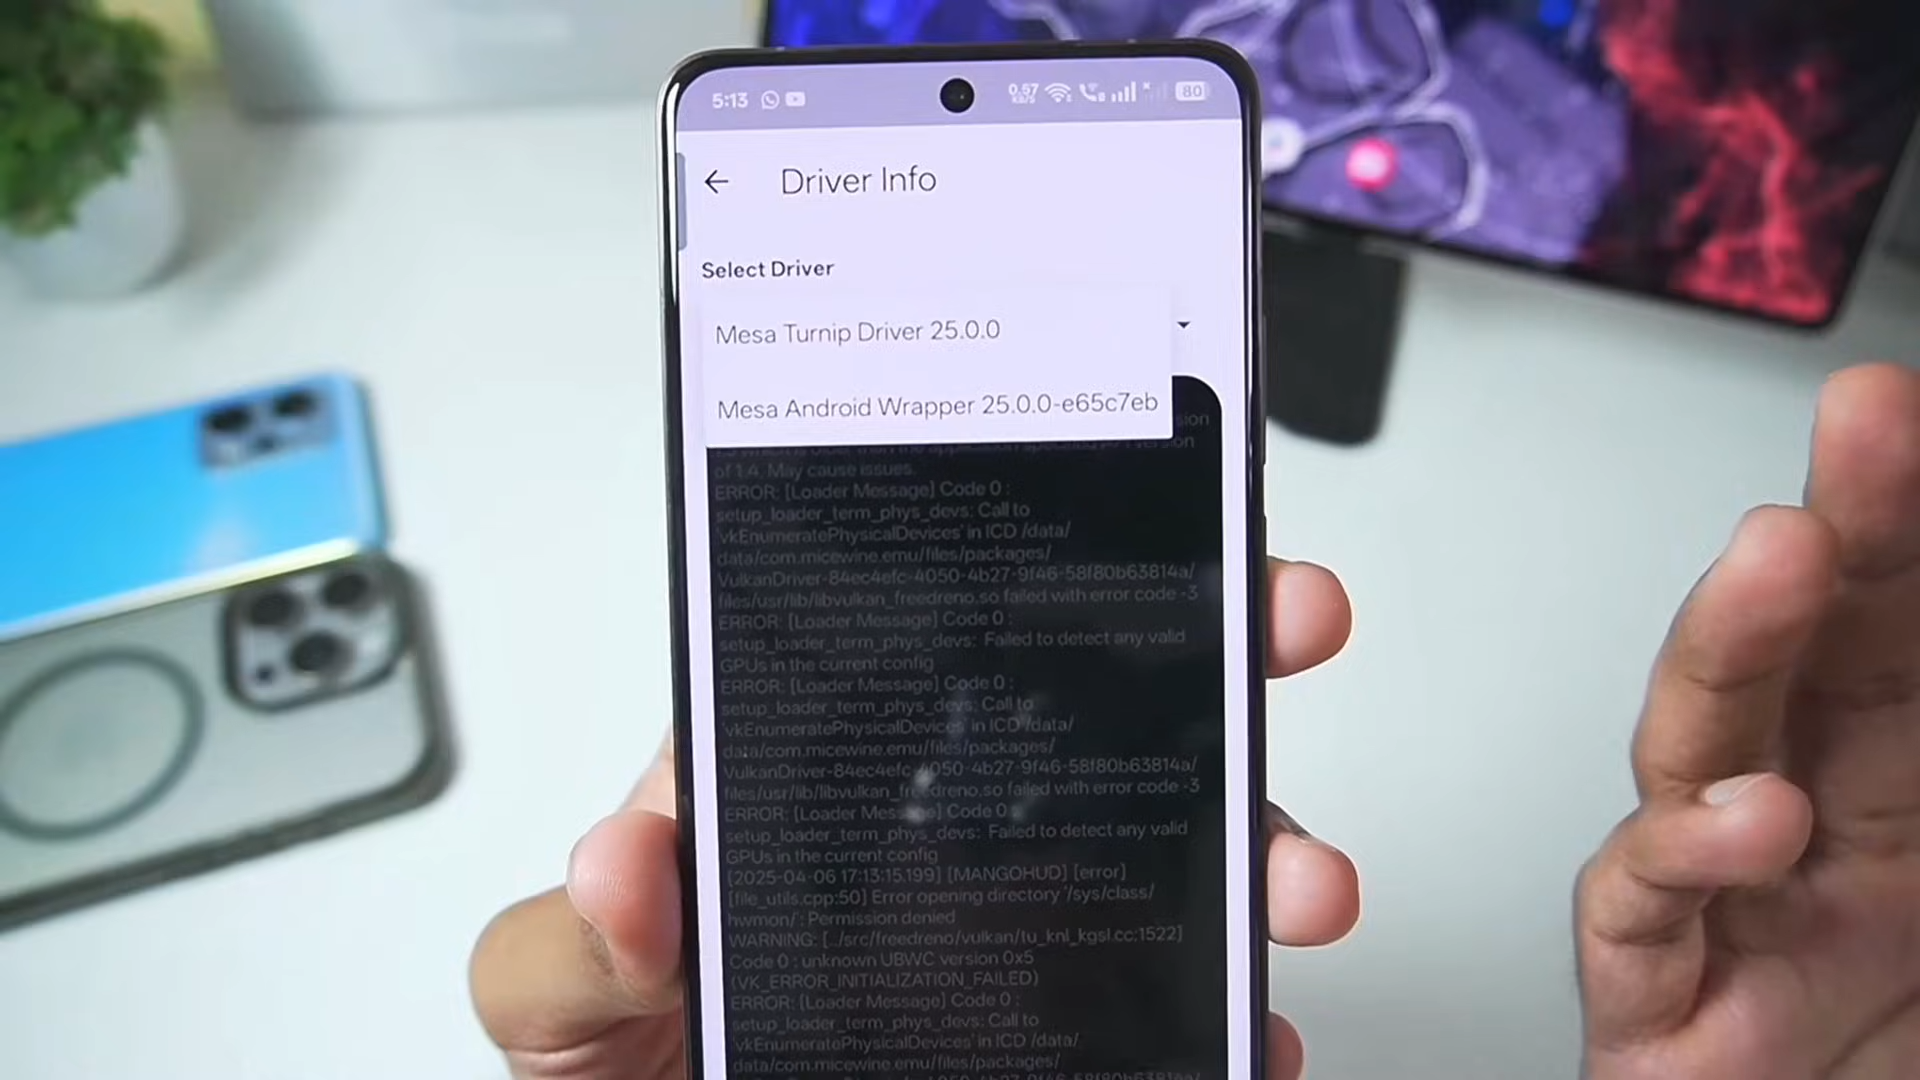 5:13
0.57
KB/S
80
Driver Info
Select Driver
Mesa Turnip Driver 25.0.0
Mesa Android Wrapper 25.0.0-e65c7eb
of 1.4. May cause issues.
ERROR: [Loader Message] Code 0 :
setup_loader_term_phys_devs: Call to
'vkEnumeratePhysicalDevices' in ICD /data/
data/com.micewine.emu/files/packages/
VulkanDriver-84ec4efc-4050-4b27-9f46-58f80b63814a/
files/usr/lib/libvulkan_freedreno.so failed with error code -3
ERROR: [Loader Message] Code 0 :
setup_loader_term_phys_devs: Failed to detect any valid
GPUs in the current config
ERROR: [Loader Message] Code 0 :
setup_loader_term_phys_devs: Call to
'vkEnumeratePhysicalDevices' in ICD /data/
data/com.micewine.emu/files/packages/
VulkanDriver-84ec4efc-4050-4b27-9f46-58f80b63814a/
files/usr/lib/libvulkan_freedreno.so failed with error code -3
ERROR: [Loader Message] Code 0 :
setup_loader_term_phys_devs: Failed to detect any valid
GPUs in the current config
[2025-04-06 17:13:15.199] [MANGOHUD] [error]
[file_utils.cpp:50] Error opening directory '/sys/class/
hwmon/': Permission denied
WARNING: [../src/freedreno/vulkan/tu_knl_kgsl.cc:1522]
Code 0 : unknown UBWC version 0x5
(VK_ERROR_INITIALIZATION_FAILED)
ERROR: [Loader Message] Code 0 :
setup_loader_term_phys_devs: Call to
'vkEnumeratePhysicalDevices' in ICD /data/
data/com.micewine.emu/files/packages/